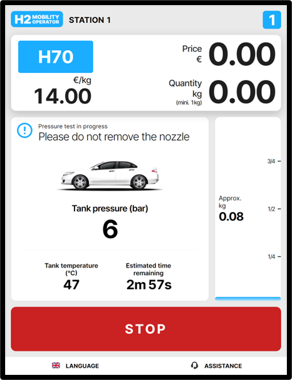 H2 MOBILITY OPERATOR STATION 1
1
H70
€/kg
14.00
Price
€
0.00
Quantity
kg
(mini. 1kg)
0.00
Pressure test in progress
Please do not remove the nozzle
Tank pressure (bar)
6
Tank temperature
(°C)
47
Estimated time
remaining
2m 57s
3/4
Approx.
kg
0.08
1/2
1/4
STOP
LANGUAGE
ASSISTANCE